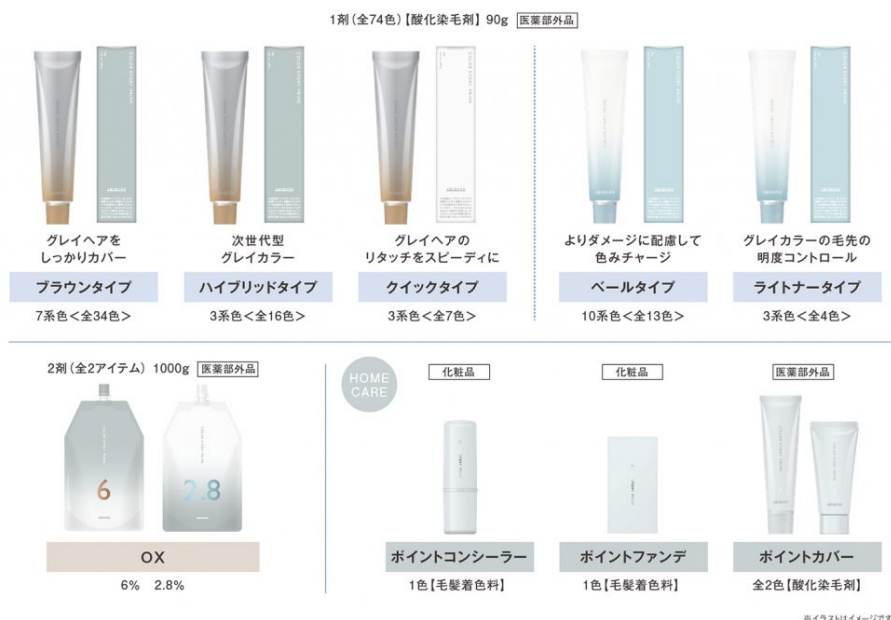 1剤（全74色）【酸化染毛剤】 90g 医薬部外品
グレイヘアを
しっかりカバー
ブラウンタイプ
7系色＜全34色＞
次世代型
グレイカラー
ハイブリッドタイプ
3系色＜全16色＞
グレイヘアの
リタッチをスピーディに
クイックタイプ
3系色＜全7色＞
よりダメージに配慮して
色みチャージ
ベールタイプ
10系色＜全13色＞
グレイカラーの毛先の
明度コントロール
ライトナータイプ
3系色＜全4色＞
2剤（全2アイテム） 1000g 医薬部外品
6
2.8
OX
6% 2.8%
HOME
CARE
化粧品
ポイントコンシーラー
1色【毛髪着色料】
化粧品
ポイントファンデ
1色【毛髪着色料】
医薬部外品
ポイントカバー
全2色【酸化染毛剤】
※イラストはイメージです